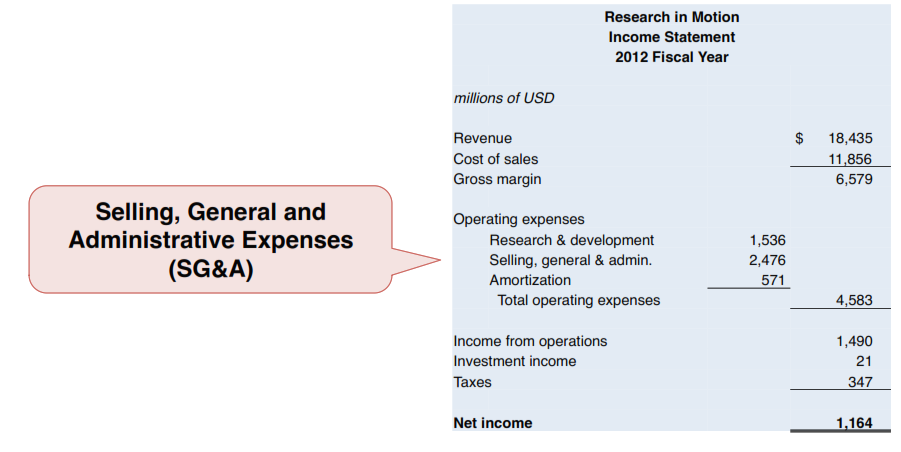 Selling, General and
Administrative Expenses
(SG&A)
Research in Motion
Income Statement
2012 Fiscal Year
millions of USD
Revenue $ 18,435
Cost of sales 11,856
Gross margin 6,579
Operating expenses
Research & development 1,536
Selling, general & admin. 2,476
Amortization 571
Total operating expenses 4,583
Income from operations 1,490
Investment income 21
Taxes 347
Net income 1,164